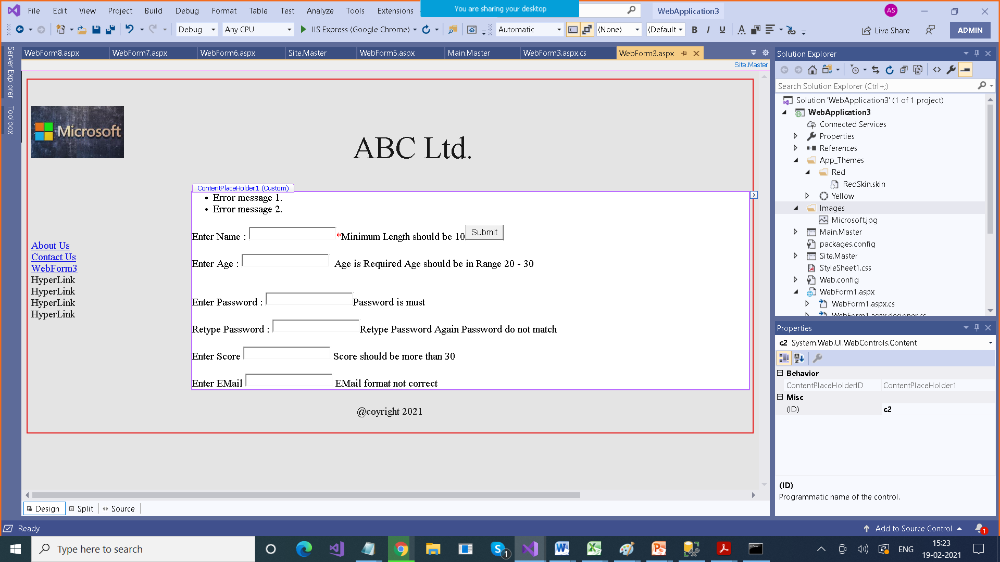 File Edit View Project Build Debug Format Table Test Analyze Tools Extensions You are sharing your desktop WebApplication3 AS
Debug Any CPU IIS Express (Google Chrome) Automatic (None) (Default B I U A Live Share ADMIN
Server Explorer
Toolbox
WebForm8.aspx WebForm7.aspx WebForm6.aspx Site.Master WebForm5.aspx Main.Master WebForm3.aspx.cs WebForm3.aspx
Site.Master
Microsoft
ABC Ltd.
ContentPlaceHolder1 (Custom)
• Error message 1.
• Error message 2.
Enter Name : *Minimum Length should be 10 Submit
Enter Age : Age is Required Age should be in Range 20 - 30
Enter Password : Password is must
Retype Password : Retype Password Again Password do not match
Enter Score Score should be more than 30
Enter EMail EMail format not correct
About Us
Contact Us
WebForm3
HyperLink
HyperLink
HyperLink
HyperLink
@coyright 2021
Design Split Source
Solution Explorer
Search Solution Explorer (Ctrl+;)
Solution 'WebApplication3' (1 of 1 project)
WebApplication3
Connected Services
Properties
References
App_Themes
Red
RedSkin.skin
Yellow
Images
Microsoft.jpg
Main.Master
packages.config
Site.Master
StyleSheet1.css
Web.config
WebForm1.aspx
WebForm1.aspx.cs
WebForm1.aspx.designer.cs
Properties
c2 System.Web.UI.WebControls.Content
Behavior
ContentPlaceHolderID ContentPlaceHolder1
Misc
(ID) c2
(ID)
Programmatic name of the control.
Ready Add to Source Control 1
Type here to search 1 ENG 15:23
19-02-2021